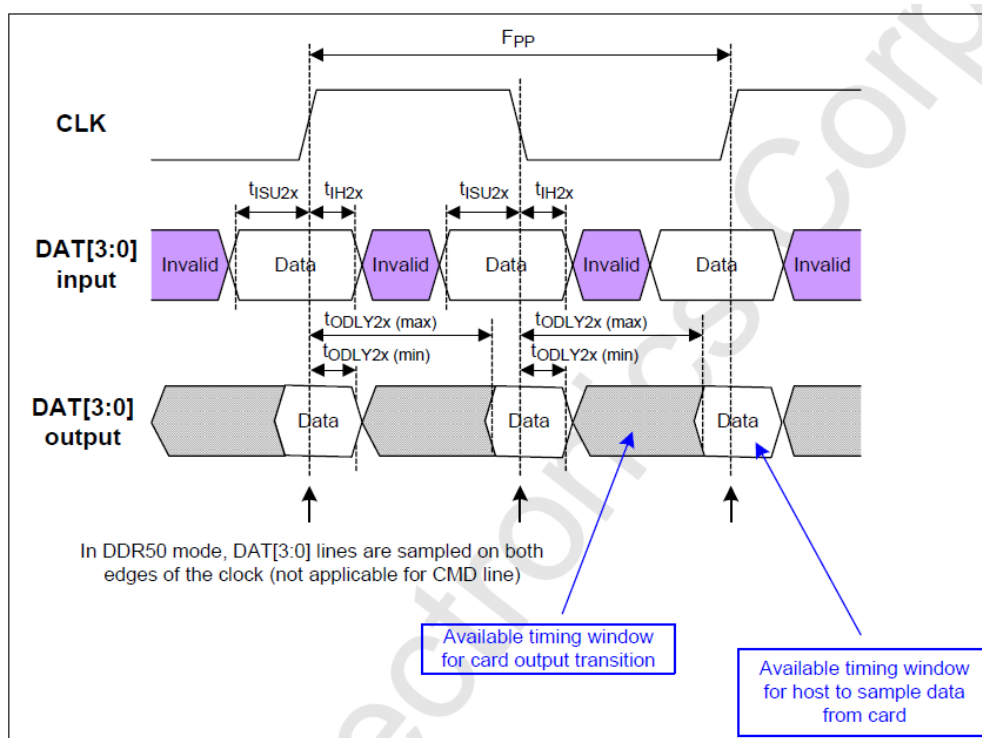 FPP
CLK
tISU2x tIH2x tISU2x tIH2x
DAT[3:0]
input
Invalid Data Invalid Data Invalid Data Invalid
tODLY2x (max) tODLY2x (max)
tODLY2x (min) tODLY2x (min)
DAT[3:0]
output
Data Data Data
In DDR50 mode, DAT[3:0] lines are sampled on both
edges of the clock (not applicable for CMD line)
Available timing window
for card output transition
Available timing window
for host to sample data
from card
ectronics Corp